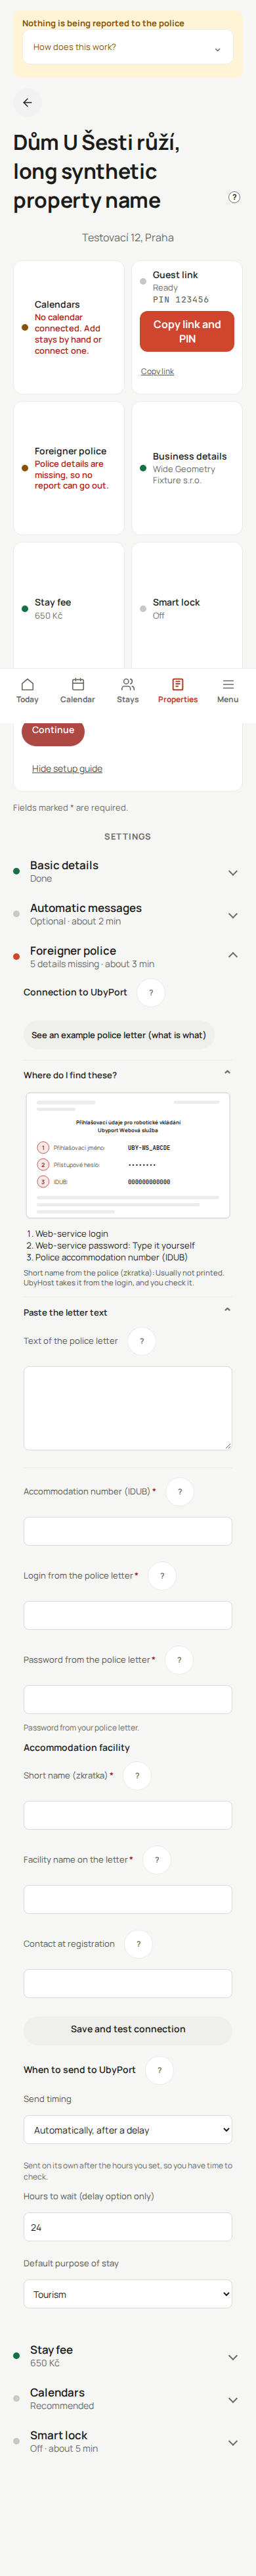 Nothing is being reported to the police
How does this work?
Dům U Šesti růží,
long synthetic
property name
?
Testovací 12, Praha
Calendars
No calendar
connected. Add
stays by hand or
connect one.
Guest link
Ready
PIN 123456
Copy link and
PIN
Copy link
Foreigner police
Police details are
missing, so no
report can go out.
Business details
Wide Geometry
Fixture s.r.o.
Stay fee
650 Kč
Smart lock
Off
Today
Calendar
Stays
Properties
Menu
Continue
Hide setup guide
Fields marked * are required.
SETTINGS
Basic details
Done
Automatic messages
Optional · about 2 min
Foreigner police
5 details missing · about 3 min
Connection to UbyPort ?
See an example police letter (what is what)
Where do I find these?
Přihlašovací údaje pro robotické vkládání
Ubyport Webová služba
1 Přihlašovací jméno: UBY-WS_ABCDE
2 Přístupové heslo: ••••••••
3 IDUB: 000000000000
1. Web-service login
2. Web-service password: Type it yourself
3. Police accommodation number (IDUB)
Short name from the police (zkratka): Usually not printed.
UbyHost takes it from the login, and you check it.
Paste the letter text
Text of the police letter ?
Accommodation number (IDUB) * ?
Login from the police letter * ?
Password from the police letter * ?
Password from your police letter.
Accommodation facility
Short name (zkratka) * ?
Facility name on the letter * ?
Contact at registration ?
Save and test connection
When to send to UbyPort ?
Send timing
Automatically, after a delay
Sent on its own after the hours you set, so you have time to
check.
Hours to wait (delay option only)
24
Default purpose of stay
Tourism
Stay fee
650 Kč
Calendars
Recommended
Smart lock
Off · about 5 min